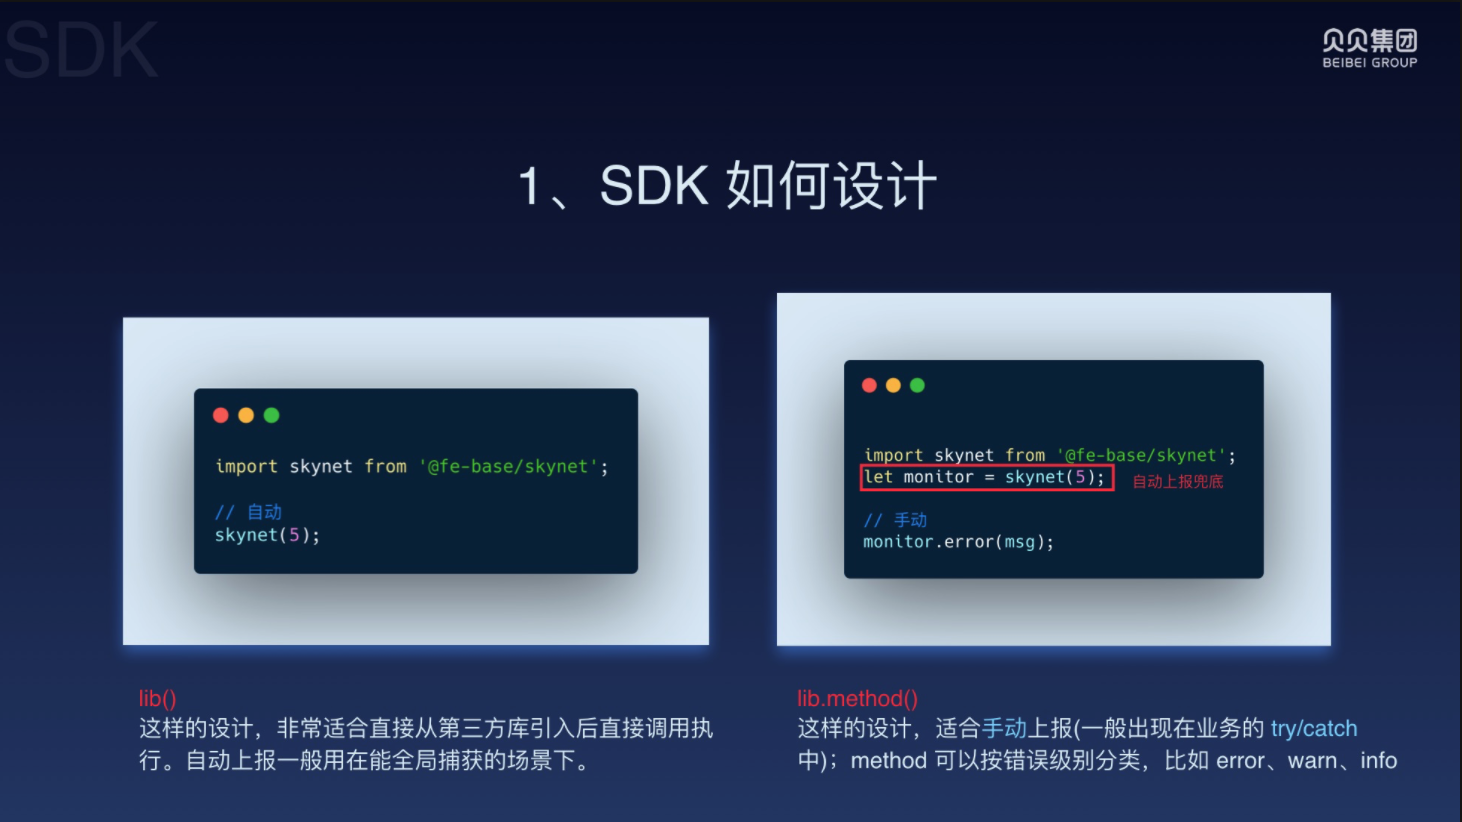 SDK
贝贝集团
BEIBEI GROUP
1、SDK 如何设计
import skynet from '@fe-base/skynet';
// 自动
skynet(5);
import skynet from '@fe-base/skynet';
let monitor = skynet(5);
自动上报兜底
// 手动
monitor.error(msg);
lib()
这样的设计，非常适合直接从第三方库引入后直接调用执
行。自动上报一般用在能全局捕获的场景下。
lib.method()
这样的设计，适合手动上报(一般出现在业务的 try/catch
中)；method 可以按错误级别分类，比如 error、warn、info